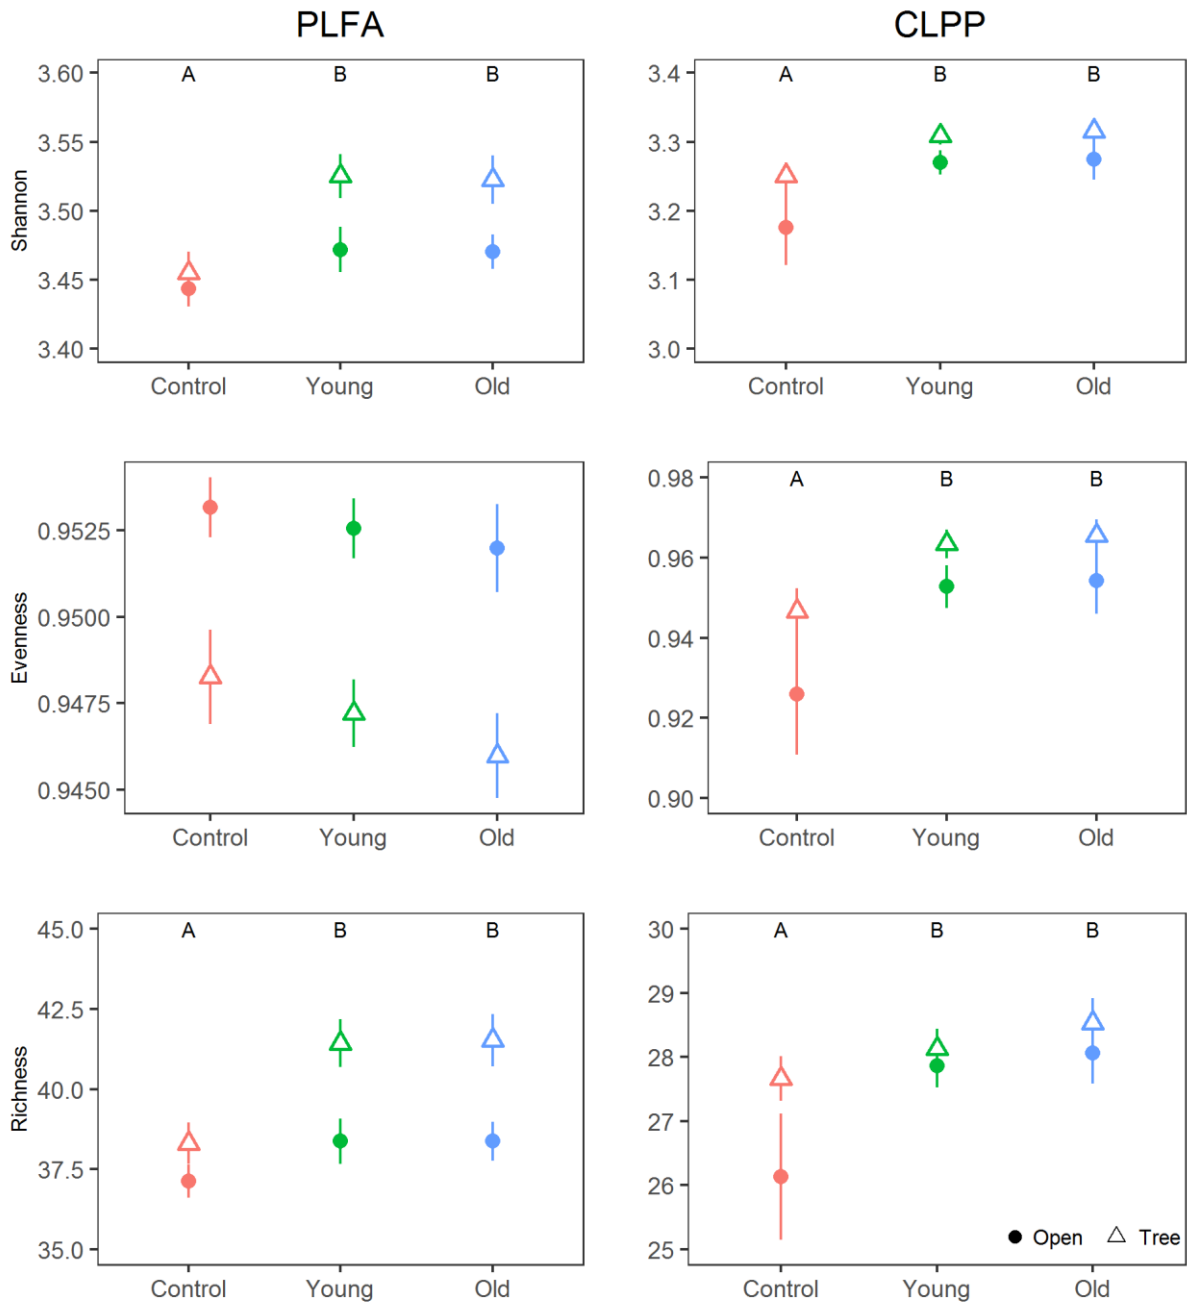 PLFA
CLPP
Shannon
3.60
3.55
3.50
3.45
3.40
A B B
Control Young Old
3.4
3.3
3.2
3.1
3.0
A B B
Control Young Old
Evenness
0.9525
0.9500
0.9475
0.9450
Control Young Old
0.98
0.96
0.94
0.92
0.90
A B B
Control Young Old
Richness
45.0
42.5
40.0
37.5
35.0
A B B
Control Young Old
30
29
28
27
26
25
A B B
Open Tree
Control Young Old